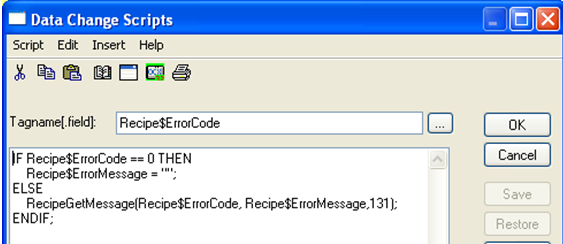 Data Change Scripts
Script Edit Insert Help
Tagname[.field]: Recipe$ErrorCode ... OK
Cancel
Save
Restore
IF Recipe$ErrorCode == 0 THEN
Recipe$ErrorMessage = "";
ELSE
RecipeGetMessage(Recipe$ErrorCode, Recipe$ErrorMessage,131);
ENDIF;